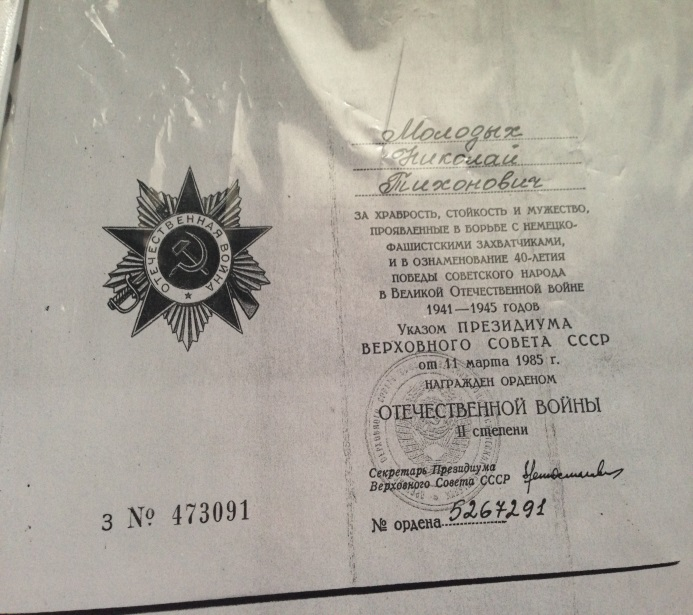 ОТЕЧЕСТВЕННАЯ ВОЙНА
З № 473091
Молодых
Николай
Тихонович
ЗА ХРАБРОСТЬ, СТОЙКОСТЬ И МУЖЕСТВО,
ПРОЯВЛЕННЫЕ В БОРЬБЕ С НЕМЕЦКО-
ФАШИСТСКИМИ ЗАХВАТЧИКАМИ,
И В ОЗНАМЕНОВАНИЕ 40-ЛЕТИЯ
ПОБЕДЫ СОВЕТСКОГО НАРОДА
В ВЕЛИКОЙ ОТЕЧЕСТВЕННОЙ ВОЙНЕ
1941—1945 ГОДОВ
УКАЗОМ ПРЕЗИДИУМА
ВЕРХОВНОГО СОВЕТА СССР
от 11 марта 1985 г.
НАГРАЖДЕН ОРДЕНОМ
ОТЕЧЕСТВЕННОЙ ВОЙНЫ
II степени
Секретарь Президиума
Верховного Совета СССР
№ ордена 5267291